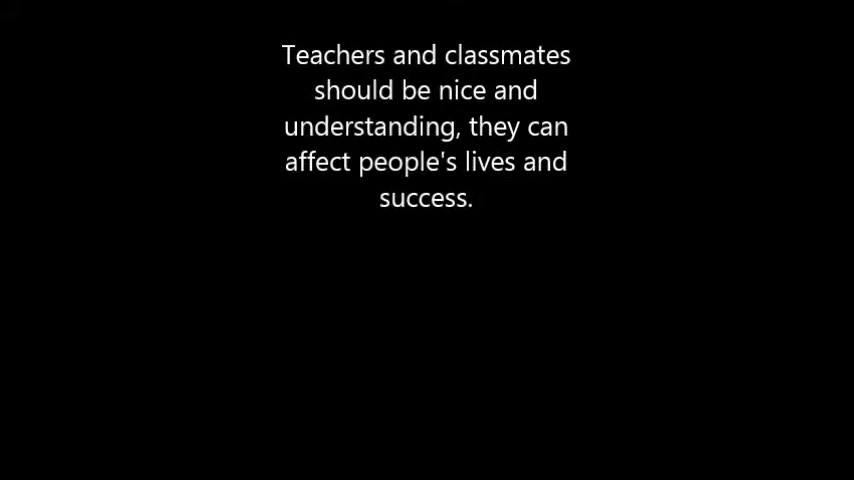 Teachers and classmates
should be nice and
understanding, they can
affect people's lives and
success.